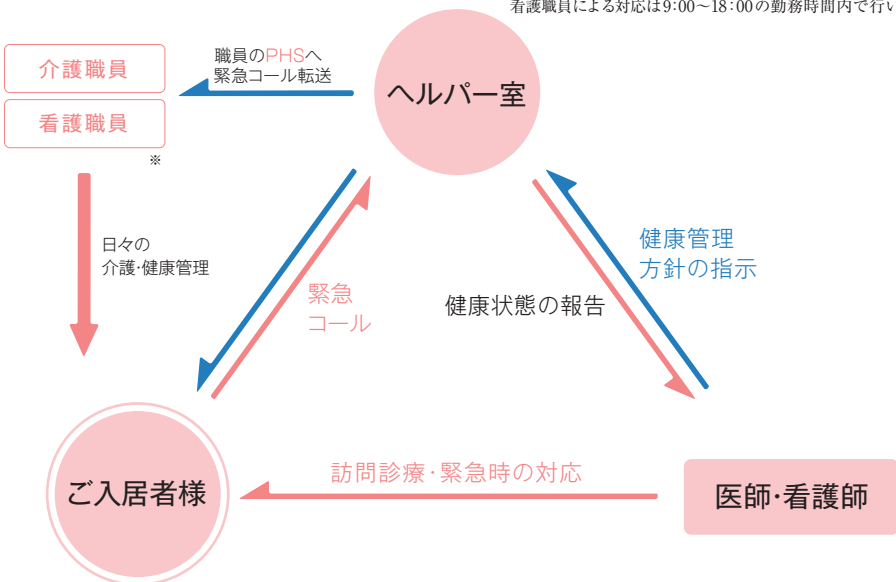 看護職員による対応は9:00〜18:00の勤務時間内で行い
職員のPHSへ
緊急コール転送
介護職員
看護職員
※
ヘルパー室
日々の
介護・健康管理
緊急
コール
健康状態の報告
健康管理
方針の指示
ご入居者様
訪問診療・緊急時の対応
医師・看護師